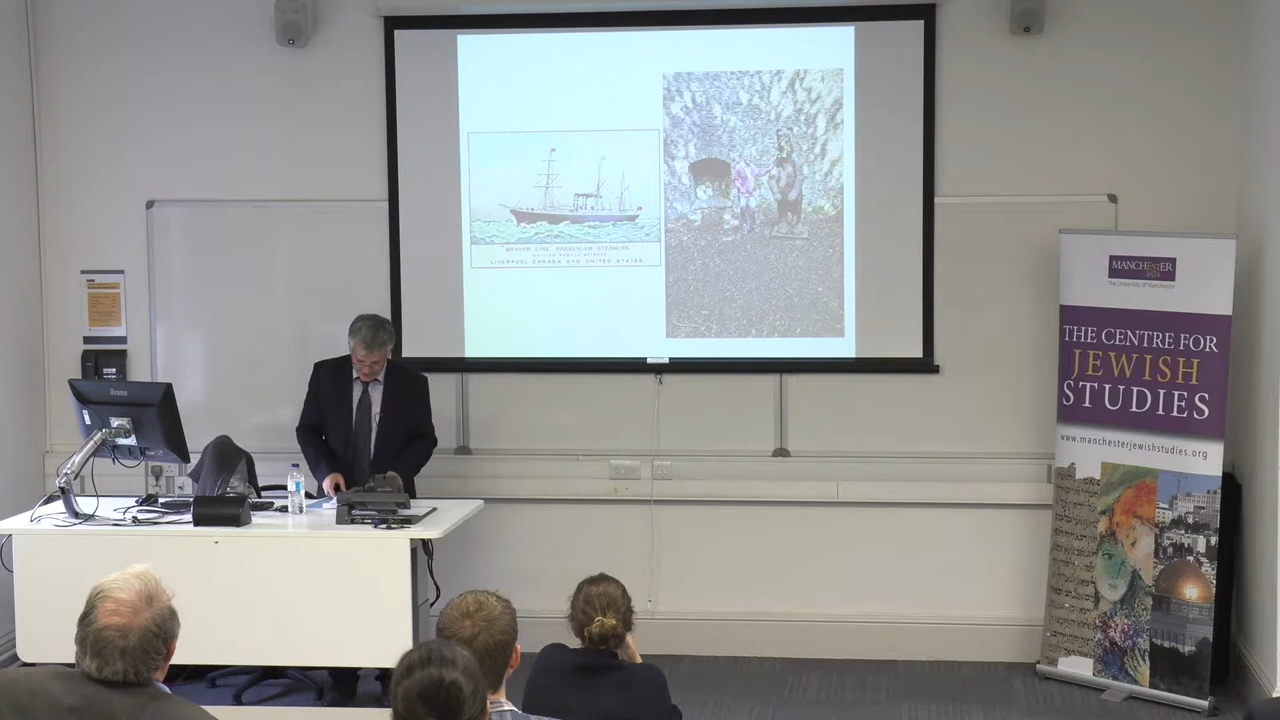 "BEAVER LINE" PASSENGER STEAMERS
LIVERPOOL CANADA AND UNITED STATES
iiyama
MANCHESTER
1824
The University of Manchester
THE CENTRE FOR
JEWISH
STUDIES
www.manchesterjewishstudies.org